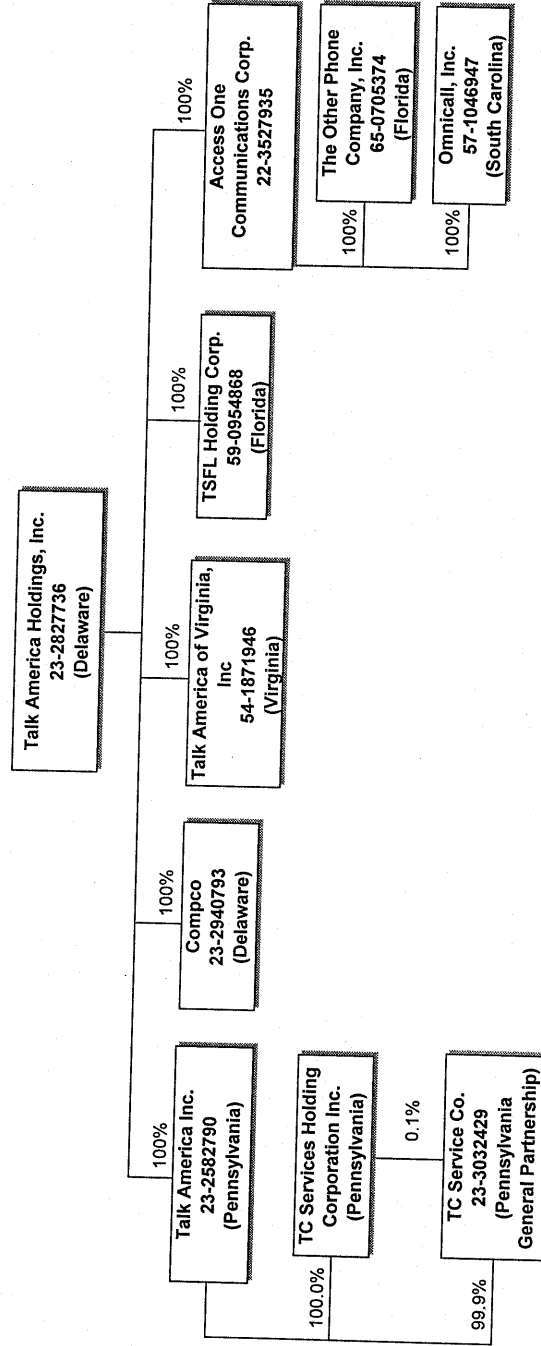 Talk America Holdings, Inc.
23-2827736
(Delaware)
100%
Talk America Inc.
23-2582790
(Pennsylvania)
100%
Compco
23-2940793
(Delaware)
100%
Talk America of Virginia,
Inc
54-1871946
(Virginia)
100%
TSFL Holding Corp.
59-0954868
(Florida)
100%
Access One
Communications Corp.
22-3527935
100.0%
TC Services Holding
Corporation Inc.
(Pennsylvania)
0.1%
99.9%
TC Service Co.
23-3032429
(Pennsylvania
General Partnership)
100%
The Other Phone
Company, Inc.
65-0705374
(Florida)
100%
Omnicall, Inc.
57-1046947
(South Carolina)